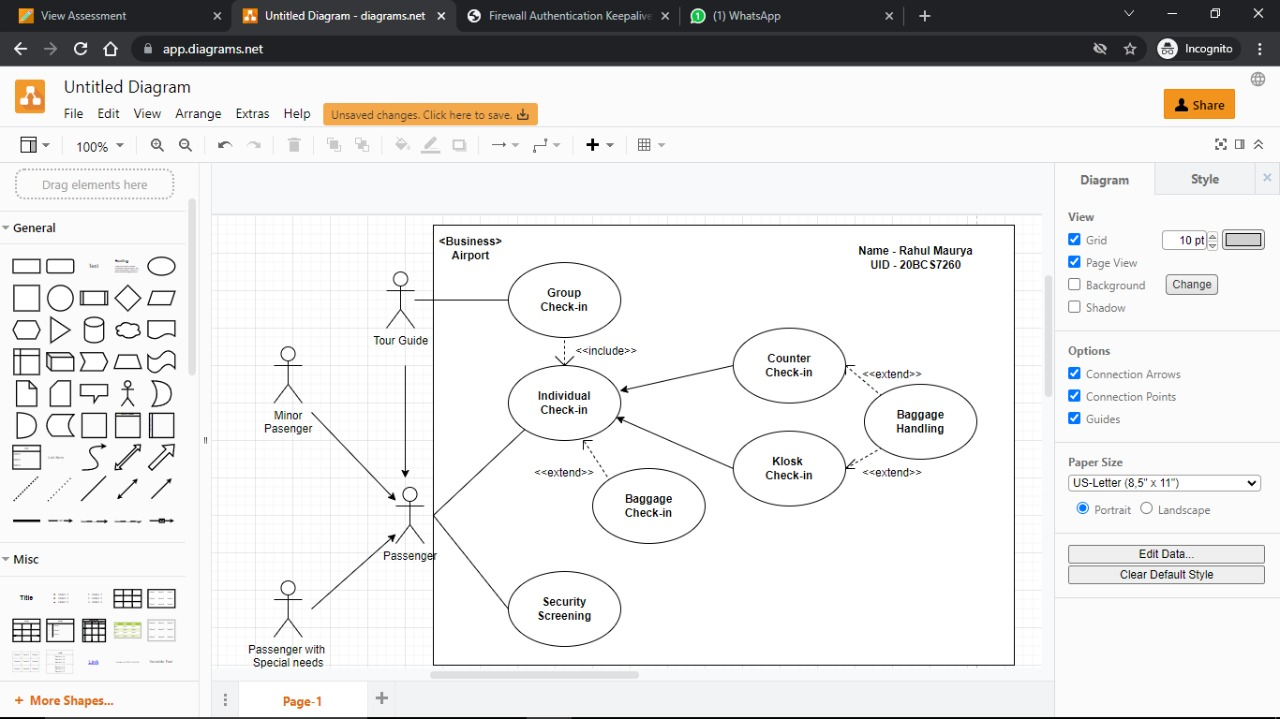 View Assessment
Untitled Diagram - diagrams.net
Firewall Authentication Keepalive
(1) WhatsApp
app.diagrams.net
Incognito
Untitled Diagram
File Edit View Arrange Extras Help
Unsaved changes. Click here to save.
Share
100%
Drag elements here
General
Text
Heading
Misc
Title
Link
+ More Shapes...
<Business>
Airport
Name - Rahul Maurya
UID - 20BCS7260
Tour Guide
Minor
Pasenger
Passenger
Passenger with
Special needs
Group
Check-in
<<include>>
Individual
Check-in
Counter
Check-in
<<extend>>
Baggage
Handling
Klosk
Check-in
<<extend>>
<<extend>>
Baggage
Check-in
Security
Screening
Page-1
Diagram
Style
View
Grid
10 pt
Page View
Background
Change
Shadow
Options
Connection Arrows
Connection Points
Guides
Paper Size
US-Letter (8,5" x 11")
Portrait
Landscape
Edit Data...
Clear Default Style